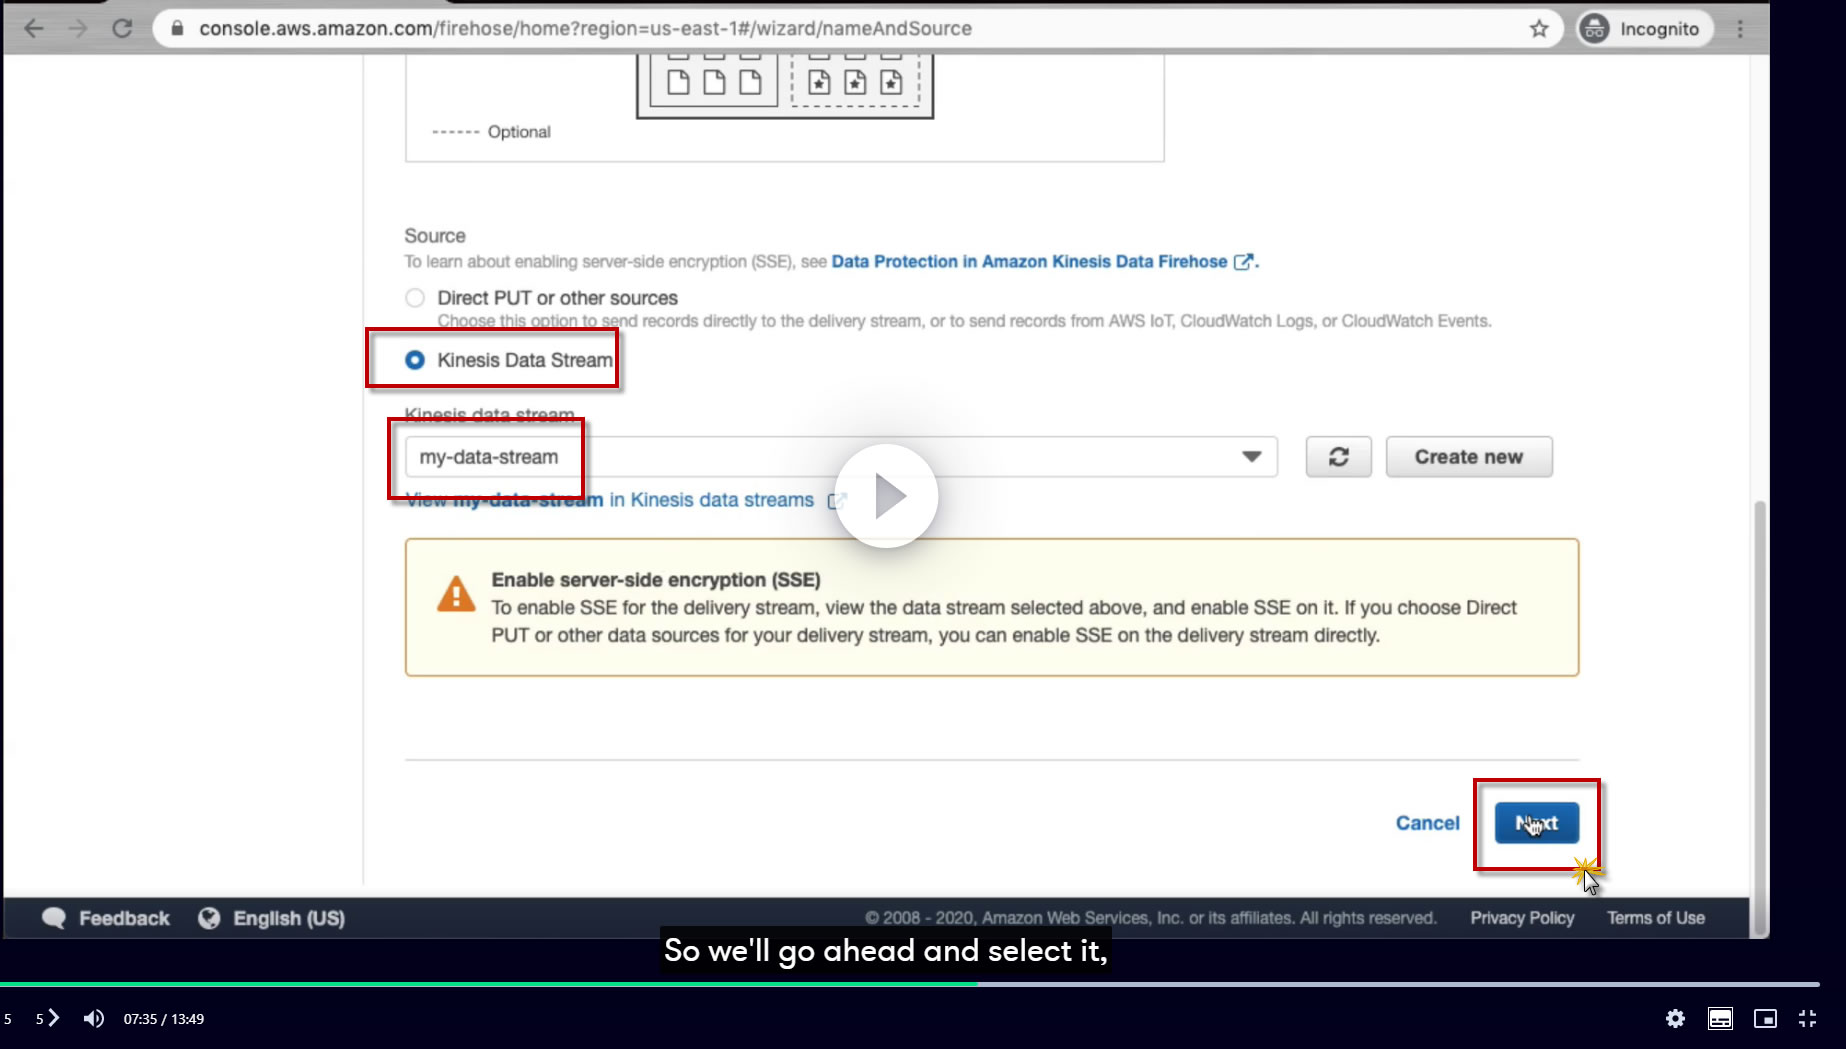 console.aws.amazon.com/firehose/home?region=us-east-1#/wizard/nameAndSource
Incognito
------ Optional
Source
To learn about enabling server-side encryption (SSE), see Data Protection in Amazon Kinesis Data Firehose.
Direct PUT or other sources
Choose this option to send records directly to the delivery stream, or to send records from AWS IoT, CloudWatch Logs, or CloudWatch Events.
Kinesis Data Stream
Kinesis data stream
my-data-stream
Create new
View my-data-stream in Kinesis data streams
Enable server-side encryption (SSE)
To enable SSE for the delivery stream, view the data stream selected above, and enable SSE on it. If you choose Direct
PUT or other data sources for your delivery stream, you can enable SSE on the delivery stream directly.
Cancel
Next
Feedback
English (US)
© 2008 - 2020, Amazon Web Services, Inc. or its affiliates. All rights reserved.
Privacy Policy
Terms of Use
So we'll go ahead and select it,
5
5
07:35 / 13:49